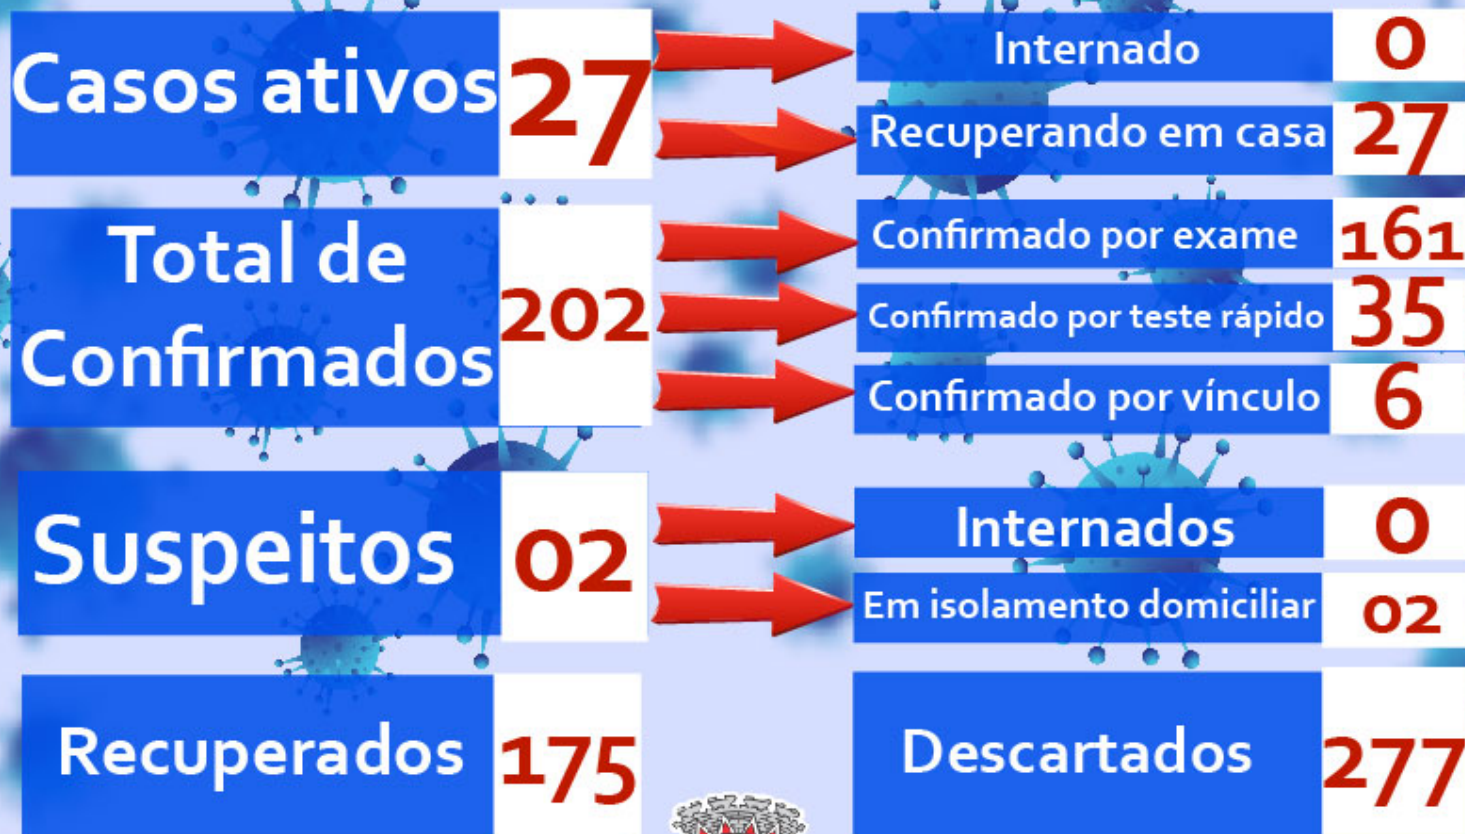 Casos ativos 27
Internado 0
Recuperando em casa 27
Total de
Confirmados 202
Confirmado por exame 161
Confirmado por teste rápido 35
Confirmado por vínculo 6
Suspeitos 02
Internados 0
Em isolamento domiciliar 02
Recuperados 175
Descartados 277